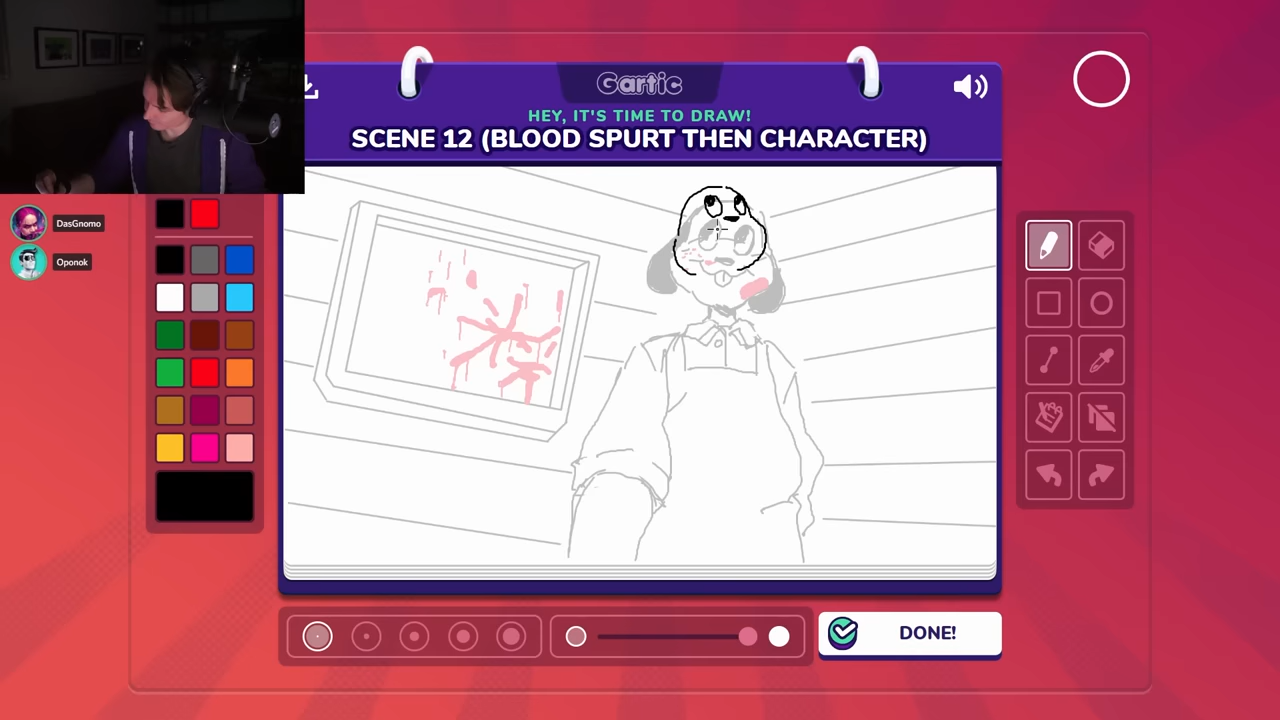 Gartic
HEY, IT'S TIME TO DRAW!
SCENE 12 (BLOOD SPURT THEN CHARACTER)
DasGnomo
Oponok
DONE!